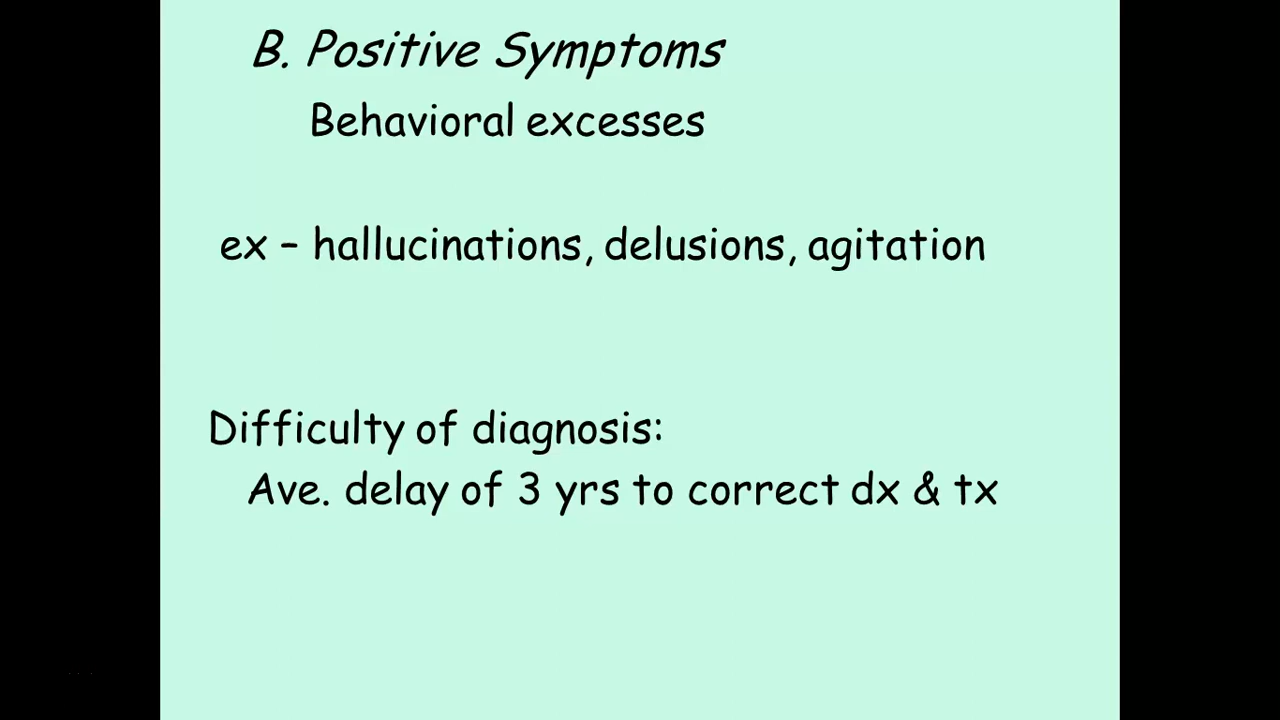 B. Positive Symptoms
Behavioral excesses
ex – hallucinations, delusions, agitation
Difficulty of diagnosis:
Ave. delay of 3 yrs to correct dx & tx